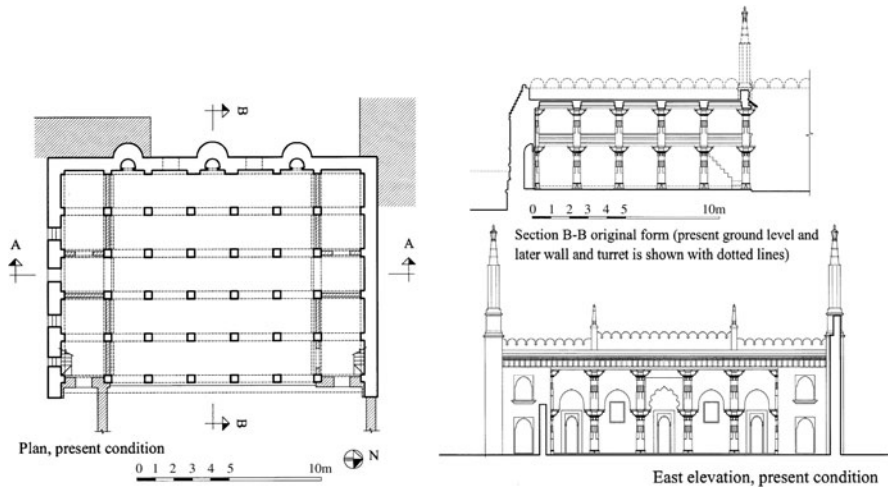 B
B
A
A
Plan, present condition
N
0 1 2 3 4 5 10m
0 1 2 3 4 5 10m
Section B-B original form (present ground level and
later wall and turret is shown with dotted lines)
East elevation, present condition